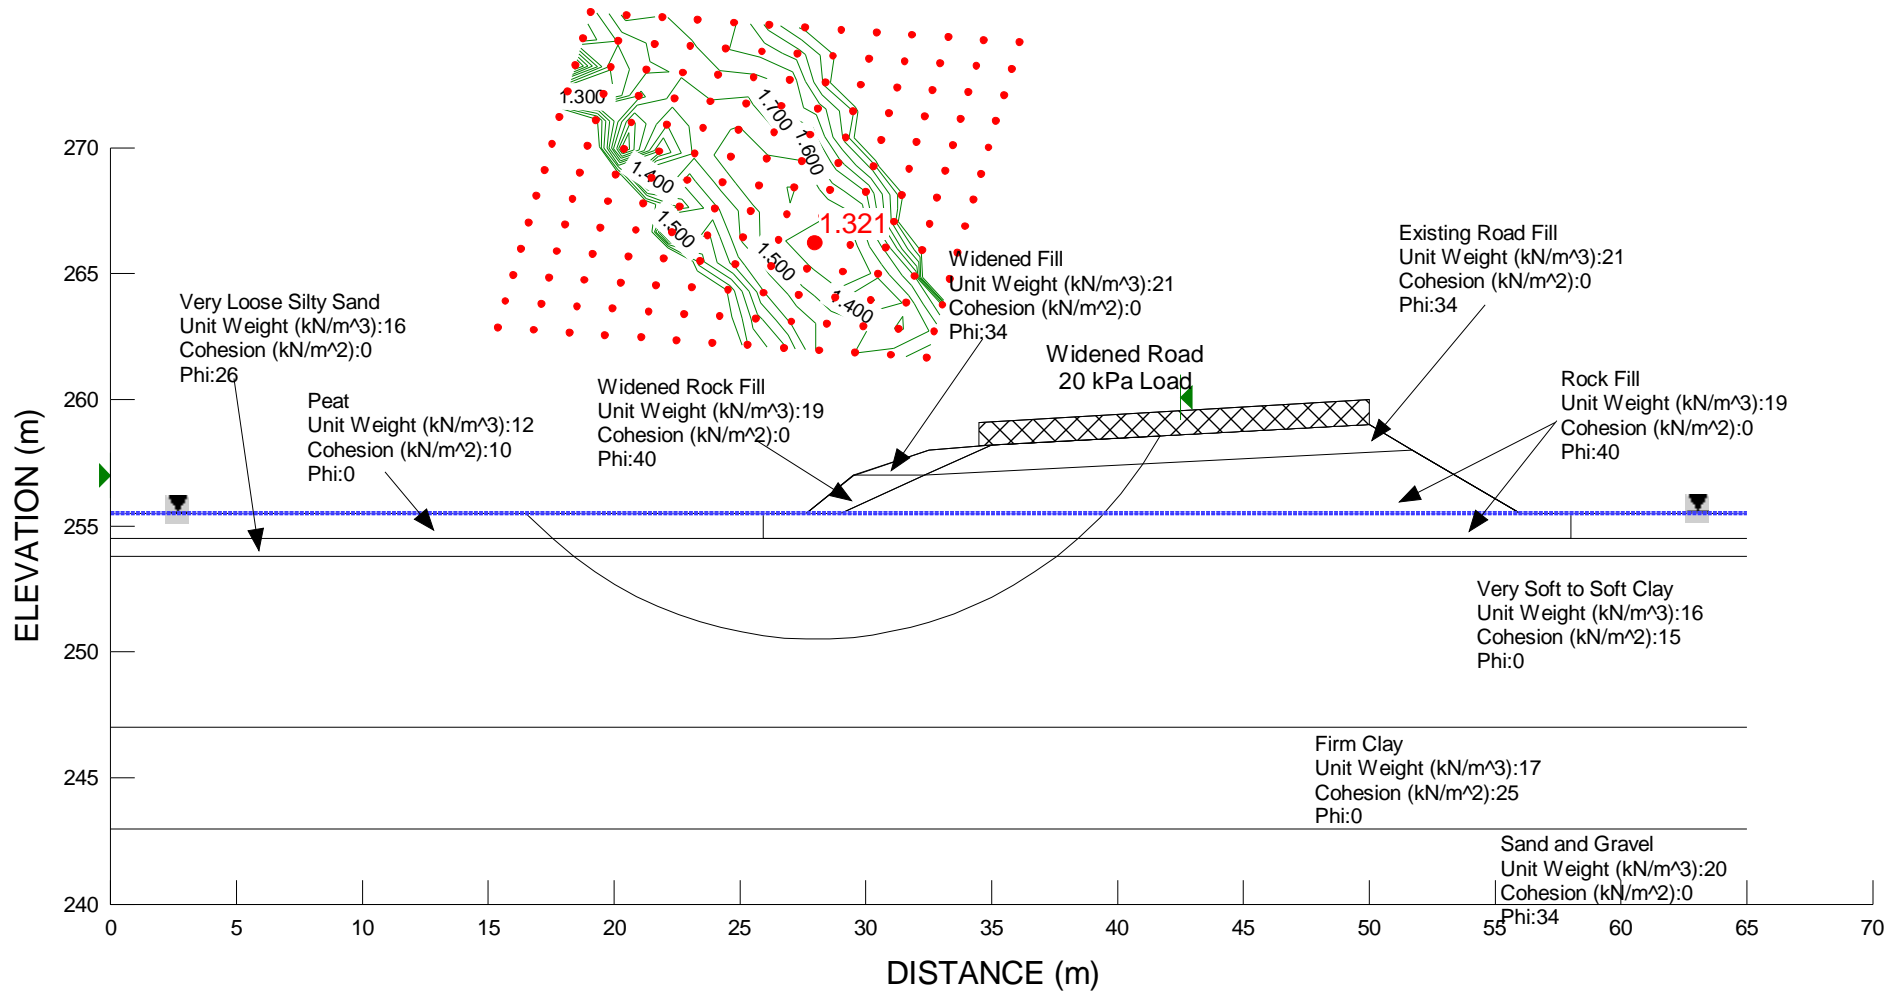 1.300
1.700
1.600
1.400
1.500
1.321
1.500
1.400
Very Loose Silty Sand
Unit Weight (kN/m^3):16
Cohesion (kN/m^2):0
Phi:26
Peat
Unit Weight (kN/m^3):12
Cohesion (kN/m^2):10
Phi:0
Widened Rock Fill
Unit Weight (kN/m^3):19
Cohesion (kN/m^2):0
Phi:40
Widened Fill
Unit Weight (kN/m^3):21
Cohesion (kN/m^2):0
Phi:34
Widened Road
20 kPa Load
Existing Road Fill
Unit Weight (kN/m^3):21
Cohesion (kN/m^2):0
Phi:34
Rock Fill
Unit Weight (kN/m^3):19
Cohesion (kN/m^2):0
Phi:40
Very Soft to Soft Clay
Unit Weight (kN/m^3):16
Cohesion (kN/m^2):15
Phi:0
Firm Clay
Unit Weight (kN/m^3):17
Cohesion (kN/m^2):25
Phi:0
Sand and Gravel
Unit Weight (kN/m^3):20
Cohesion (kN/m^2):0
Phi:34
ELEVATION (m)
270
265
260
255
250
245
240
0 5 10 15 20 25 30 35 40 45 50 55 60 65 70
DISTANCE (m)